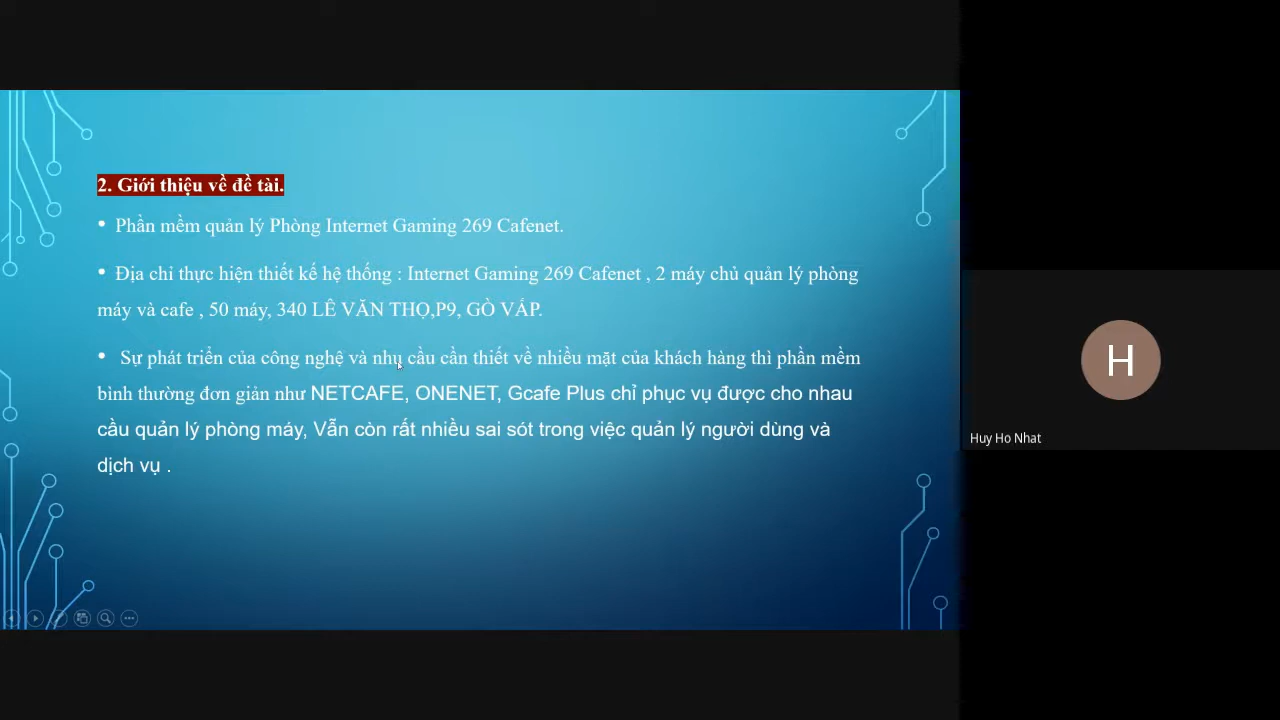 2. Giới thiệu về đề tài.
• Phần mềm quản lý Phòng Internet Gaming 269 Cafenet.
• Địa chỉ thực hiện thiết kế hệ thống : Internet Gaming 269 Cafenet , 2 máy chủ quản lý phòng
máy và cafe , 50 máy, 340 LÊ VĂN THỌ,P9, GÒ VẤP.
• Sự phát triển của công nghệ và nhụ cầu cần thiết về nhiều mặt của khách hàng thì phần mềm
bình thường đơn giản như NETCAFE, ONENET, Gcafe Plus chỉ phục vụ được cho nhau
cầu quản lý phòng máy, Vẫn còn rất nhiều sai sót trong việc quản lý người dùng và
dịch vụ .
H
Huy Ho Nhat